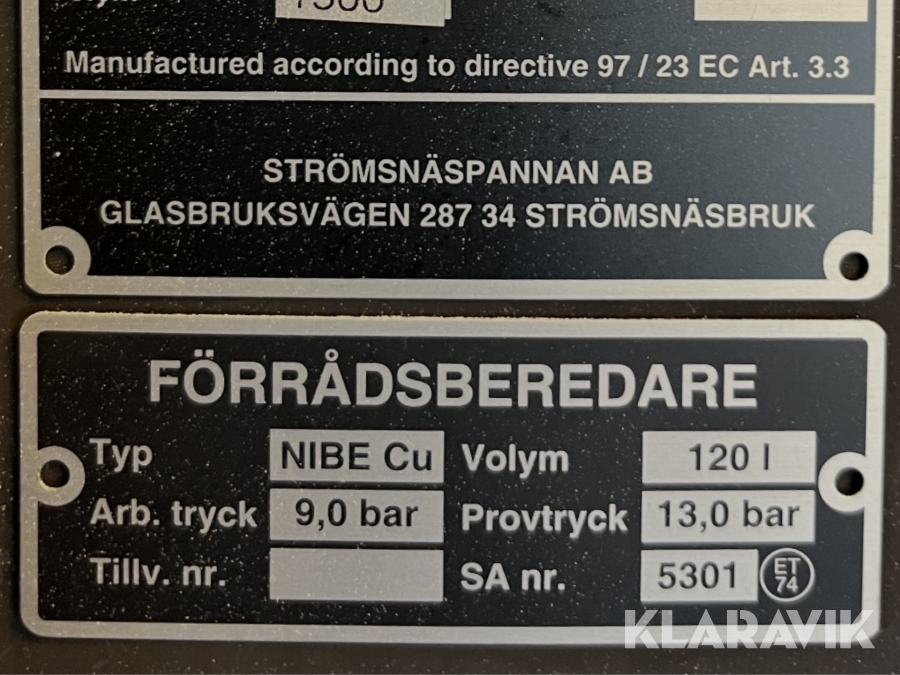 Manufactured according to directive 97 / 23 EC Art. 3.3
STRÖMSNÄSPANNAN AB
GLASBRUKSVÄGEN 287 34 STRÖMSNÄSBRUK
FÖRRÅDSBEREDARE
Typ NIBE Cu Volym 120 l
Arb. tryck 9,0 bar Provtryck 13,0 bar
Tillv. nr. SA nr. 5301 ET 74
KLARAVIK